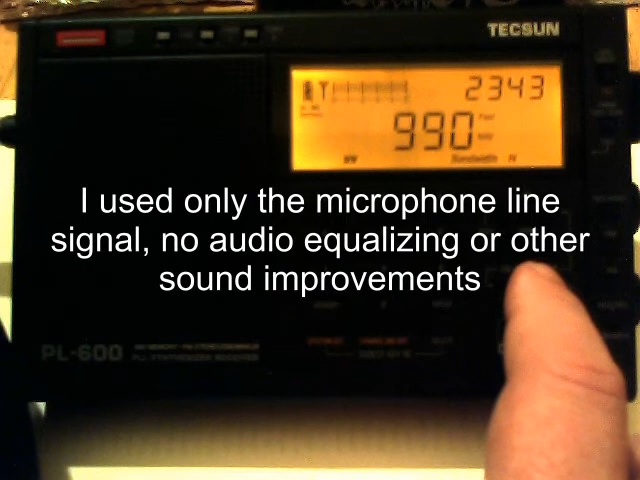 TECSUN
2343
990
I used only the microphone line
signal, no audio equalizing or other
sound improvements
PL-600